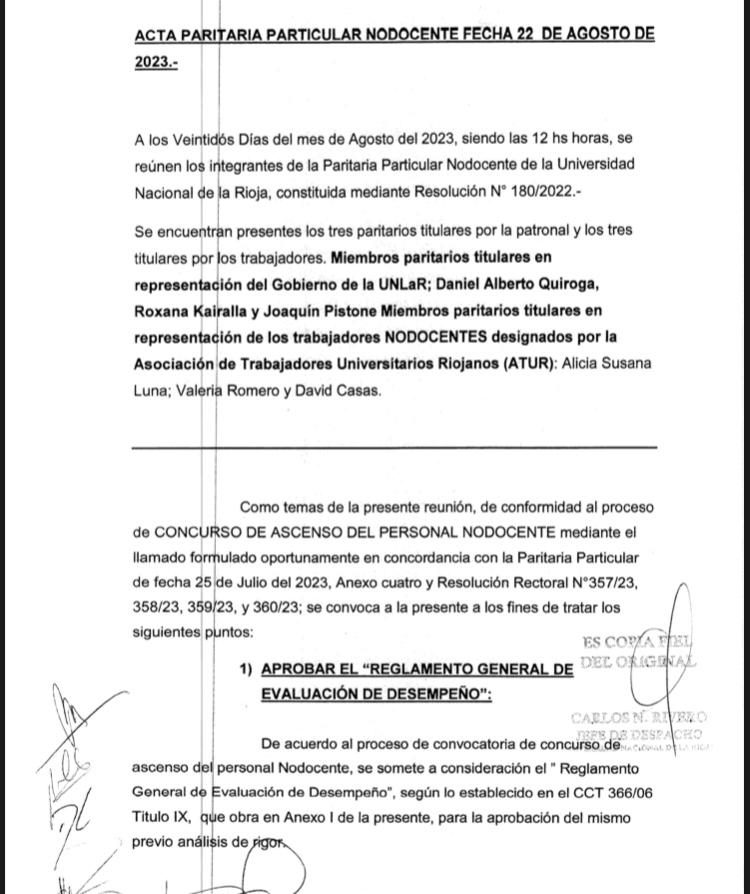 ACTA PARITARIA PARTICULAR NODOCENTE FECHA 22 DE AGOSTO DE
2023.-
A los Veintidós Días del mes de Agosto del 2023, siendo las 12 hs horas, se
reúnen los integrantes de la Paritaria Particular Nodocente de la Universidad
Nacional de la Rioja, constituida mediante Resolución N° 180/2022.-
Se encuentran presentes los tres paritarios titulares por la patronal y los tres
titulares por los trabajadores. Miembros paritarios titulares en
representación del Gobierno de la UNLaR; Daniel Alberto Quiroga,
Roxana Kairalla y Joaquín Pistone Miembros paritarios titulares en
representación de los trabajadores NODOCENTES designados por la
Asociación de Trabajadores Universitarios Riojanos (ATUR): Alicia Susana
Luna; Valeria Romero y David Casas.
Como temas de la presente reunión, de conformidad al proceso
de CONCURSO DE ASCENSO DEL PERSONAL NODOCENTE mediante el
llamado formulado oportunamente en concordancia con la Paritaria Particular
de fecha 25 de Julio del 2023, Anexo cuatro y Resolución Rectoral N°357/23,
358/23, 359/23, y 360/23; se convoca a la presente a los fines de tratar los
siguientes puntos:
ES COPIA FIEL
DEL ORIGINAL
1) APROBAR EL “REGLAMENTO GENERAL DE
EVALUACIÓN DE DESEMPEÑO”:
CARLOS N. RIVERO
JEFE DE DESPACHO
De acuerdo al proceso de convocatoria de concurso de
ascenso del personal Nodocente, se somete a consideración el " Reglamento
General de Evaluación de Desempeño", según lo establecido en el CCT 366/06
Titulo IX, que obra en Anexo I de la presente, para la aprobación del mismo
previo análisis de rigor.